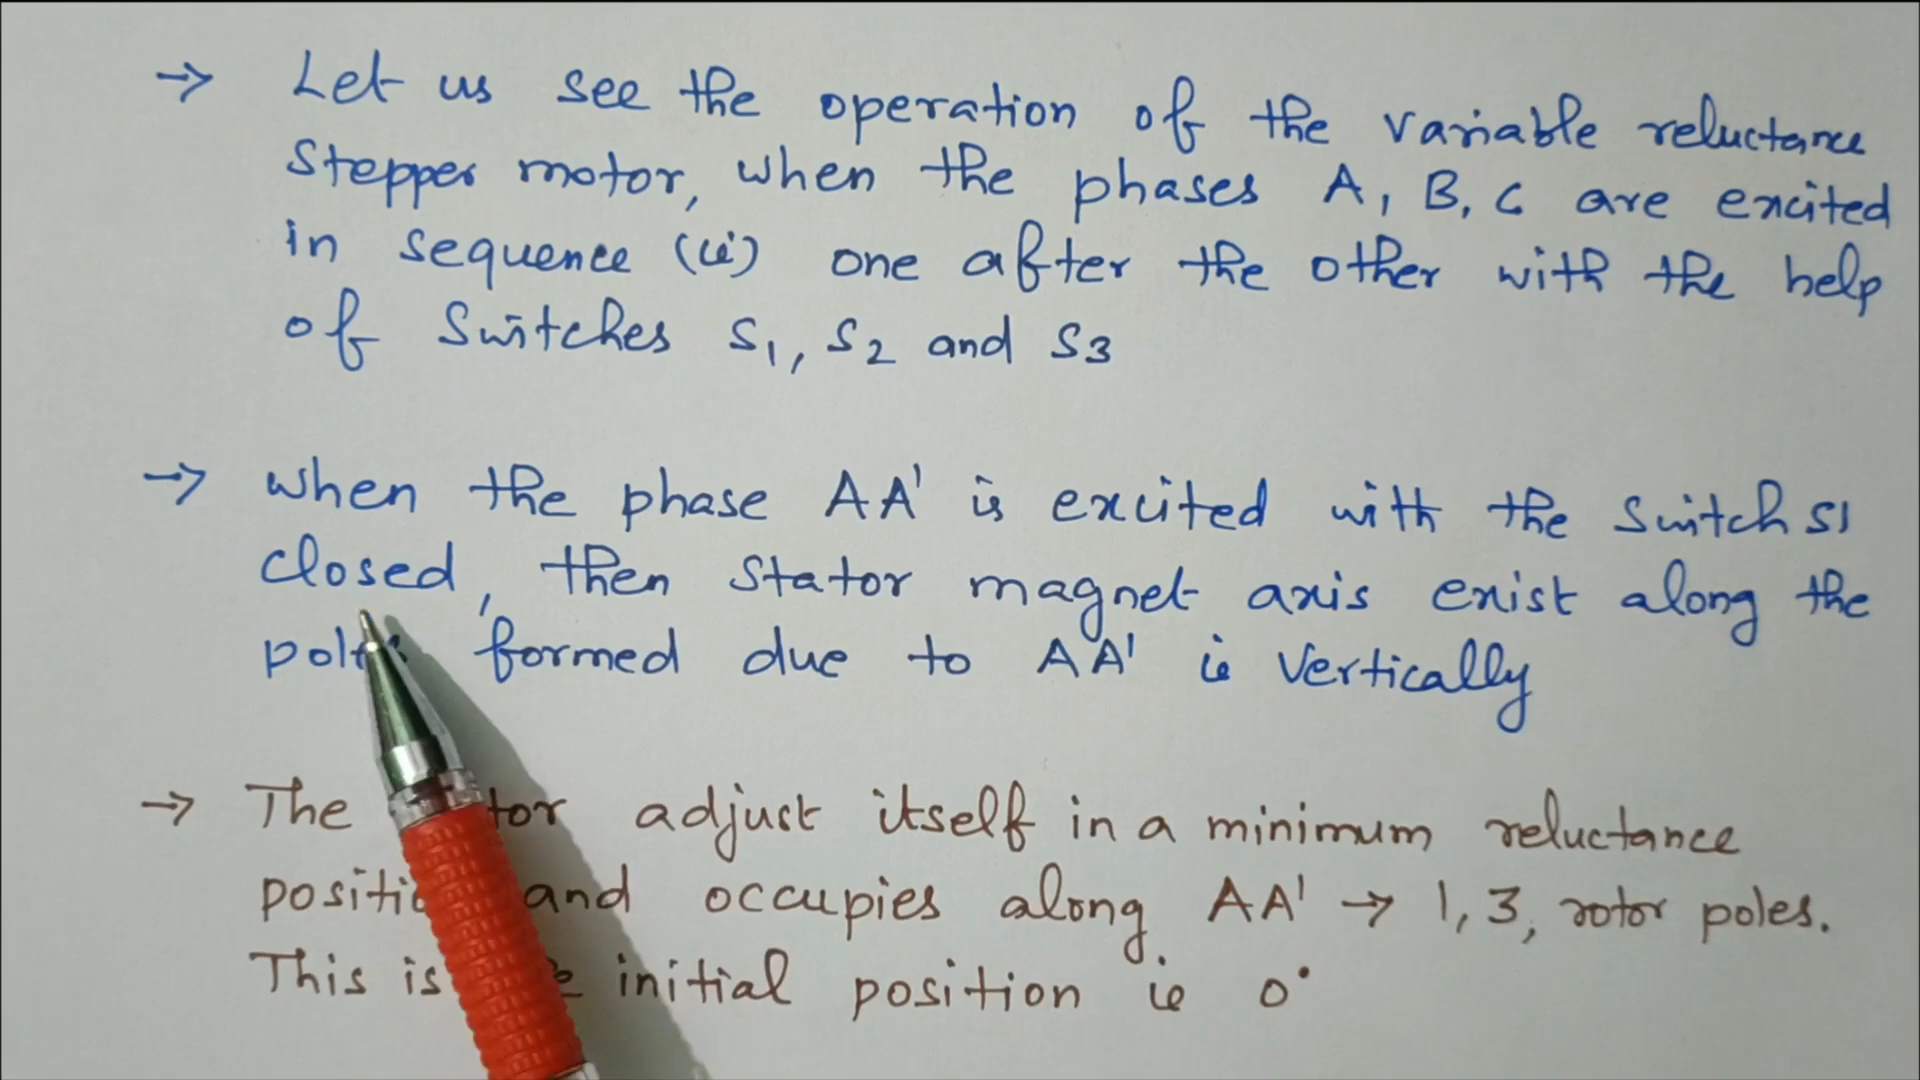 → Let us see the operation of the variable reluctance
Stepper motor, when the phases A, B, C are excited
in sequence (ie) one after the other with the help
of Switches S1, S2 and S3
→ when the phase AA' is excited with the switch S1
closed, then Stator magnet axis exist along the
formed due to AA' ie Vertically
→ The adjust itself in a minimum reluctance
and occupies along AA' → 1, 3, rotor poles.
This is initial position ie 0°